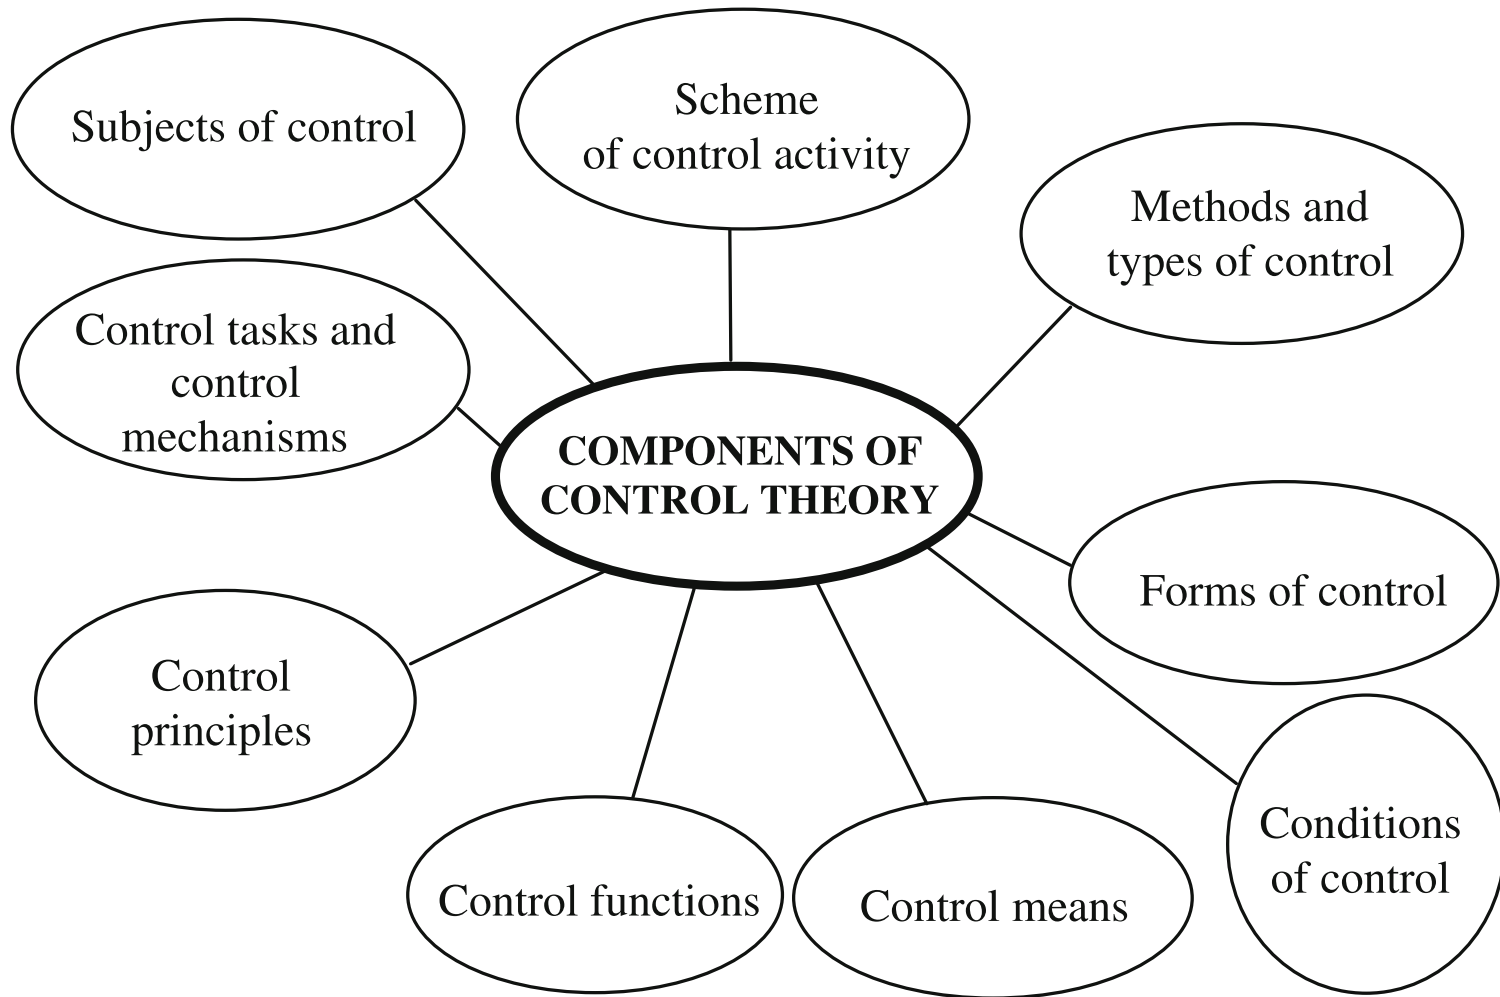 Subjects of control
Scheme
of control activity
Methods and
types of control
Control tasks and
control
mechanisms
COMPONENTS OF
CONTROL THEORY
Forms of control
Control
principles
Conditions
of control
Control functions
Control means